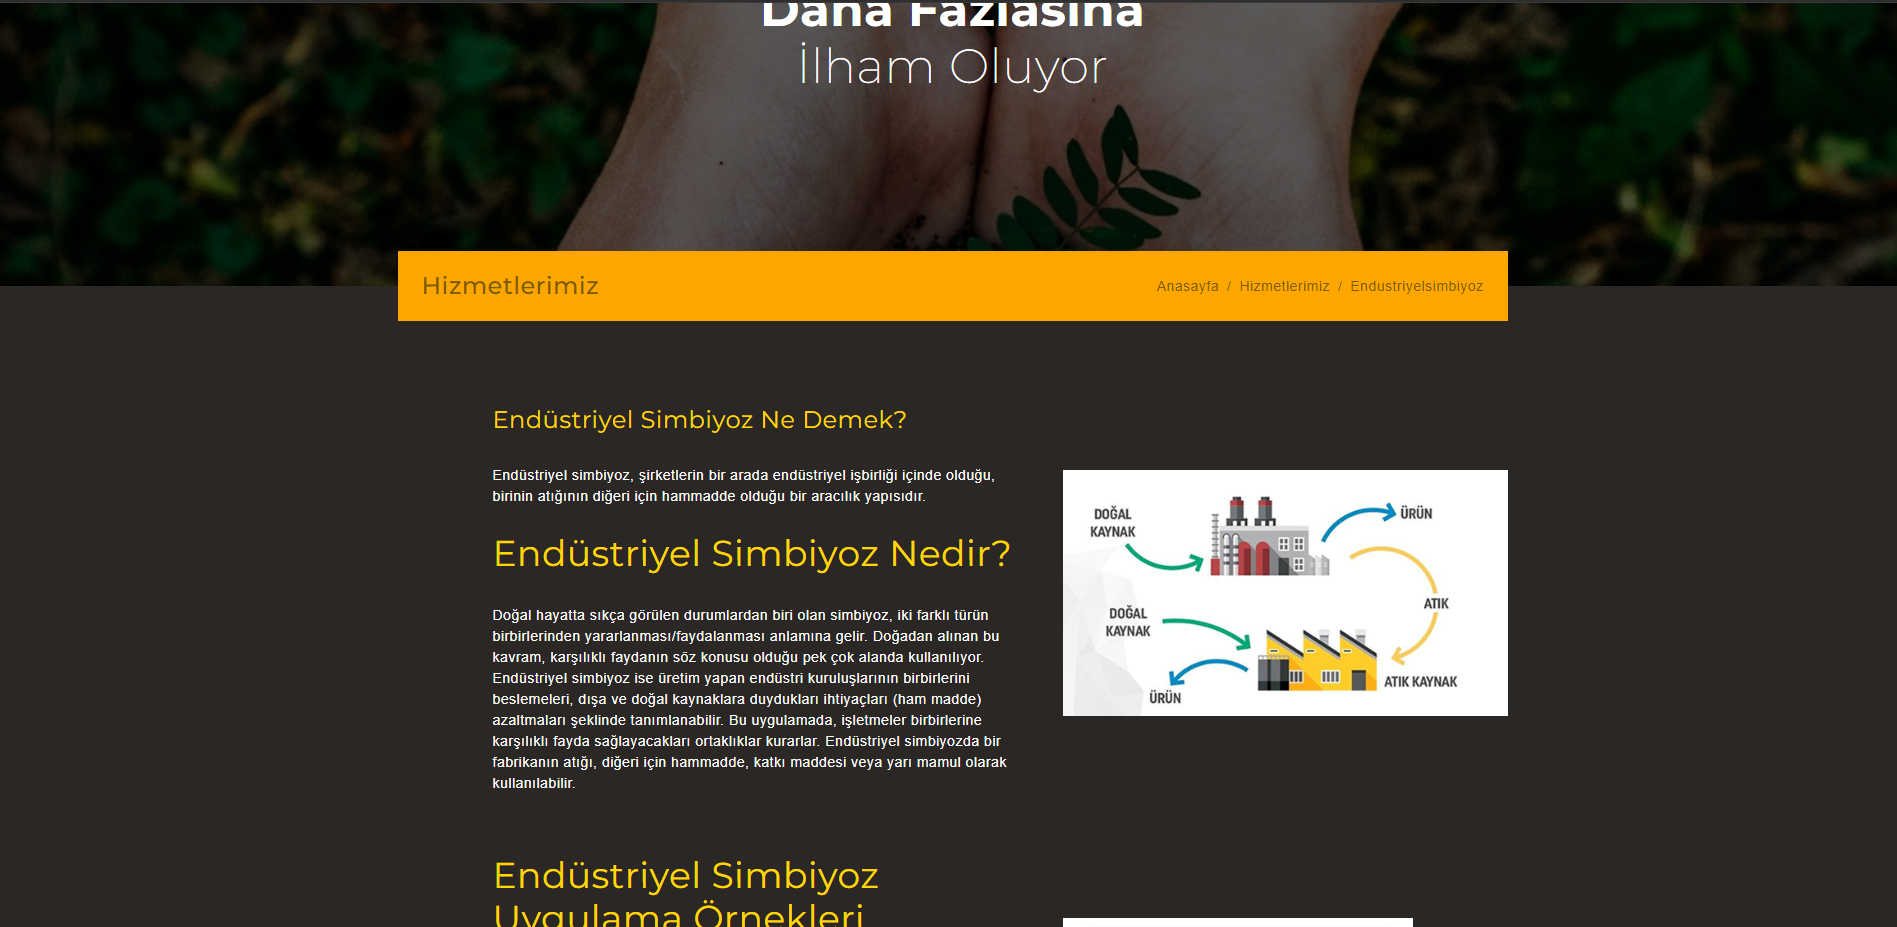 Daha Fazlasına
İlham Oluyor
Hizmetlerimiz
Anasayfa / Hizmetlerimiz / Endustriyelsimbiyoz
Endüstriyel Simbiyoz Ne Demek?
Endüstriyel simbiyoz, şirketlerin bir arada endüstriyel işbirliği içinde olduğu,
birinin atığının diğeri için hammadde olduğu bir aracılık yapısıdır.
Endüstriyel Simbiyoz Nedir?
Doğal hayatta sıkça görülen durumlardan biri olan simbiyoz, iki farklı türün
birbirlerinden yararlanması/faydalanması anlamına gelir. Doğadan alınan bu
kavram, karşılıklı faydanın söz konusu olduğu pek çok alanda kullanılıyor.
Endüstriyel simbiyoz ise üretim yapan endüstri kuruluşlarının birbirlerini
beslemeleri, dışa ve doğal kaynaklara duydukları ihtiyaçları (ham madde)
azaltmaları şeklinde tanımlanabilir. Bu uygulamada, işletmeler birbirlerine
karşılıklı fayda sağlayacakları ortaklıklar kurarlar. Endüstriyel simbiyozda bir
fabrikanın atığı, diğeri için hammadde, katkı maddesi veya yarı mamul olarak
kullanılabilir.
DOĞAL
KAYNAK
ÜRÜN
ATIK
DOĞAL
KAYNAK
ATIK KAYNAK
ÜRÜN
Endüstriyel Simbiyoz
Uygulama Örnekleri